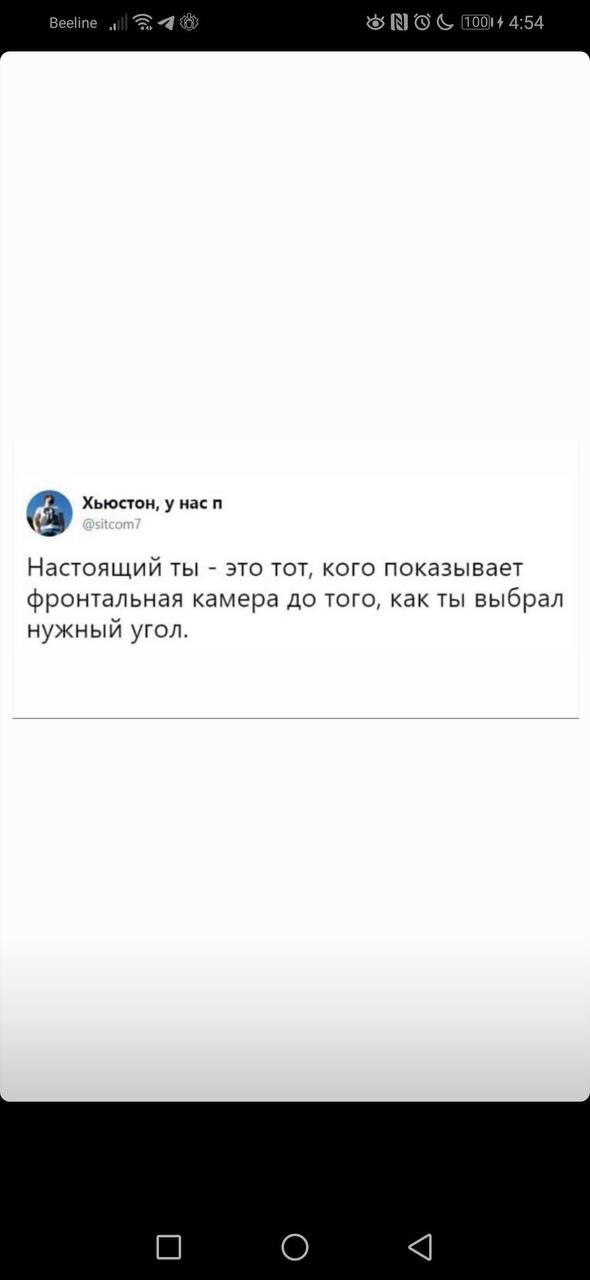 Beeline 100 4:54
Хьюстон, у нас п
@sitcom7
Настоящий ты - это тот, кого показывает
фронтальная камера до того, как ты выбрал
нужный угол.